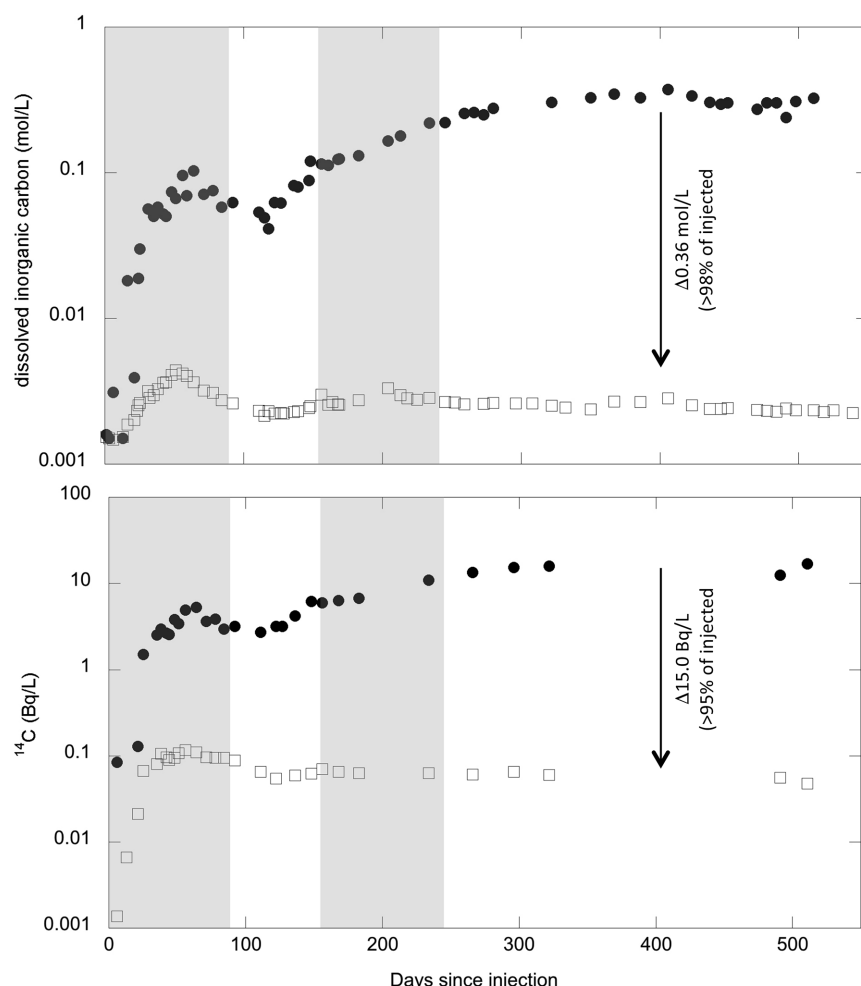 1
0.1
0.01
0.001
dissolved inorganic carbon (mol/L)
Δ0.36 mol/L
(>98% of injected)
100
10
1
0.1
0.01
0.001
¹⁴C (Bq/L)
Δ15.0 Bq/L
(>95% of injected)
0 100 200 300 400 500
Days since injection